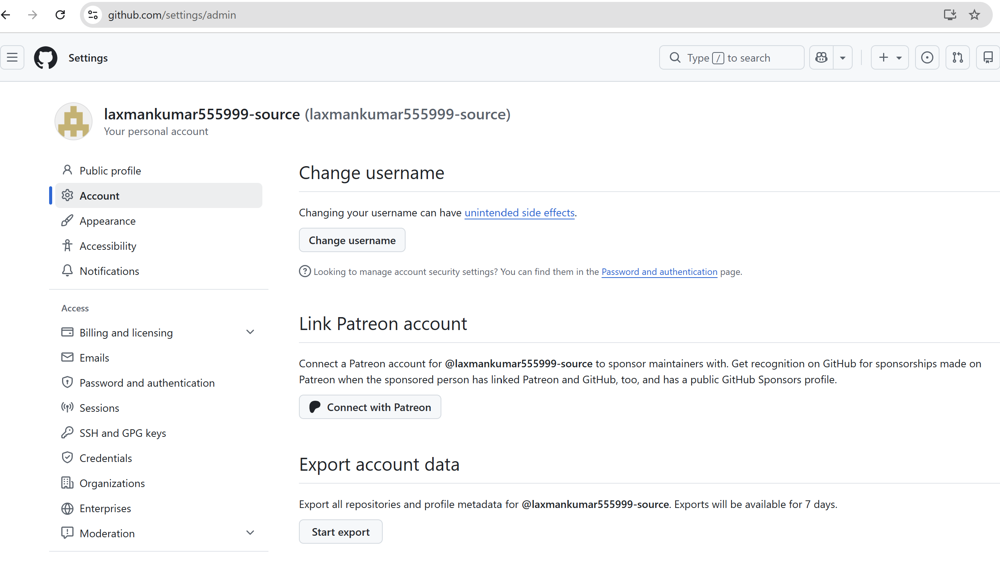 github.com/settings/admin
Settings
Type / to search
laxmankumar555999-source (laxmankumar555999-source)
Your personal account
Public profile
Account
Appearance
Accessibility
Notifications
Access
Billing and licensing
Emails
Password and authentication
Sessions
SSH and GPG keys
Credentials
Organizations
Enterprises
Moderation
Change username
Changing your username can have unintended side effects.
Change username
Looking to manage account security settings? You can find them in the Password and authentication page.
Link Patreon account
Connect a Patreon account for @laxmankumar555999-source to sponsor maintainers with. Get recognition on GitHub for sponsorships made on
Patreon when the sponsored person has linked Patreon and GitHub, too, and has a public GitHub Sponsors profile.
Connect with Patreon
Export account data
Export all repositories and profile metadata for @laxmankumar555999-source. Exports will be available for 7 days.
Start export